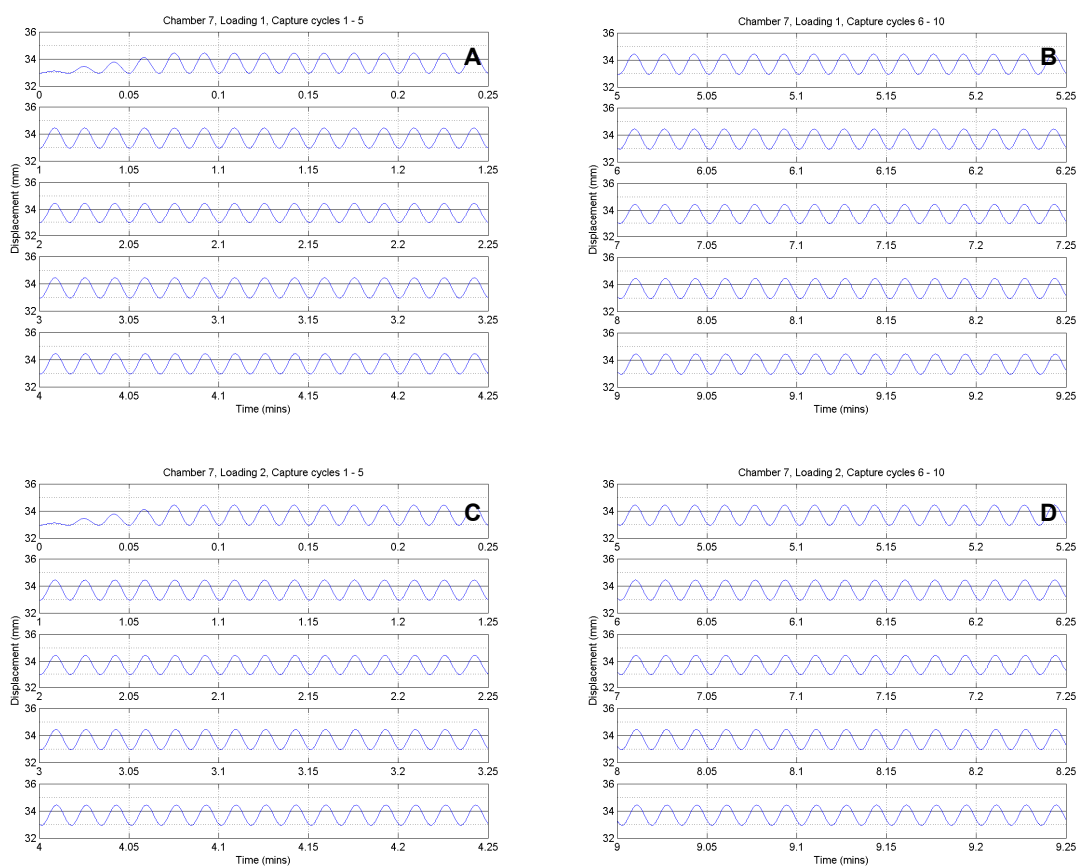 Chamber 7, Loading 1, Capture cycles 1 - 5
A
36
34
32
0 0.05 0.1 0.15 0.2 0.25
36
34
32
1 1.05 1.1 1.15 1.2 1.25
Displacement (mm)
36
34
32
2 2.05 2.1 2.15 2.2 2.25
36
34
32
3 3.05 3.1 3.15 3.2 3.25
36
34
32
4 4.05 4.1 4.15 4.2 4.25
Time (mins)
Chamber 7, Loading 1, Capture cycles 6 - 10
B
36
34
32
5 5.05 5.1 5.15 5.2 5.25
36
34
32
6 6.05 6.1 6.15 6.2 6.25
Displacement (mm)
36
34
32
7 7.05 7.1 7.15 7.2 7.25
36
34
32
8 8.05 8.1 8.15 8.2 8.25
36
34
32
9 9.05 9.1 9.15 9.2 9.25
Time (mins)
Chamber 7, Loading 2, Capture cycles 1 - 5
C
36
34
32
0 0.05 0.1 0.15 0.2 0.25
36
34
32
1 1.05 1.1 1.15 1.2 1.25
Displacement (mm)
36
34
32
2 2.05 2.1 2.15 2.2 2.25
36
34
32
3 3.05 3.1 3.15 3.2 3.25
36
34
32
4 4.05 4.1 4.15 4.2 4.25
Time (mins)
Chamber 7, Loading 2, Capture cycles 6 - 10
D
36
34
32
5 5.05 5.1 5.15 5.2 5.25
36
34
32
6 6.05 6.1 6.15 6.2 6.25
Displacement (mm)
36
34
32
7 7.05 7.1 7.15 7.2 7.25
36
34
32
8 8.05 8.1 8.15 8.2 8.25
36
34
32
9 9.05 9.1 9.15 9.2 9.25
Time (mins)